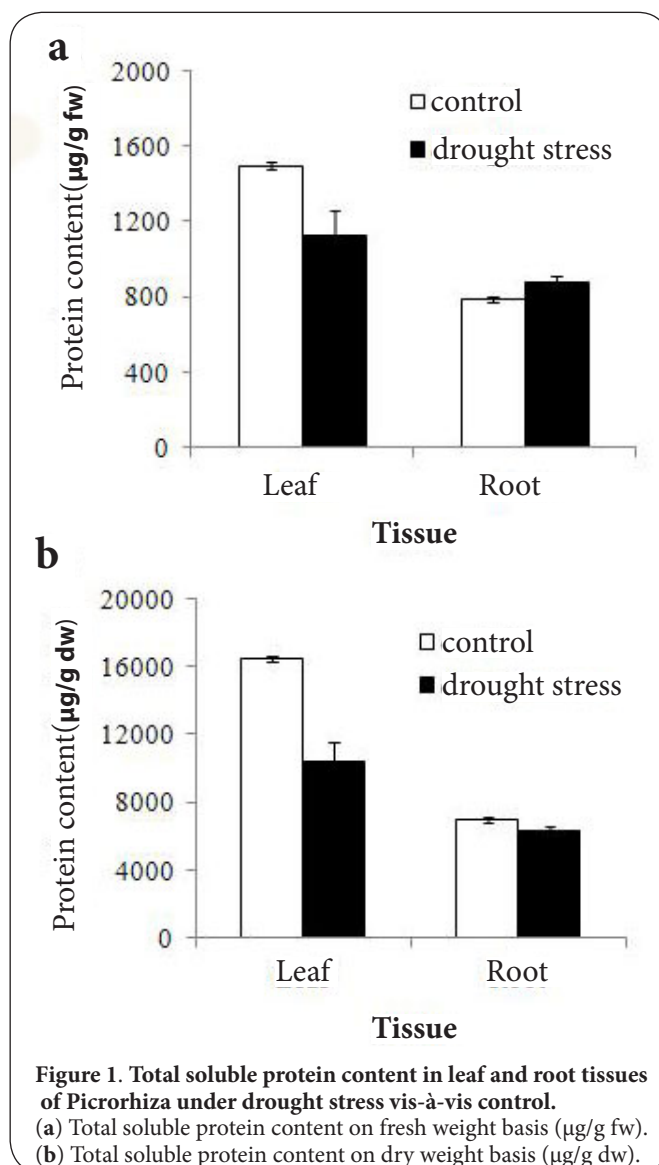 a
2000
1600
1200
800
400
0
Protein content(µg/g fw)
control
drought stress
Leaf
Root
Tissue
b
20000
16000
12000
8000
4000
0
Protein content(µg/g dw)
control
drought stress
Leaf
Root
Tissue
Figure 1. Total soluble protein content in leaf and root tissues
of Picrorhiza under drought stress vis-à-vis control.
(a) Total soluble protein content on fresh weight basis (µg/g fw).
(b) Total soluble protein content on dry weight basis (µg/g dw).